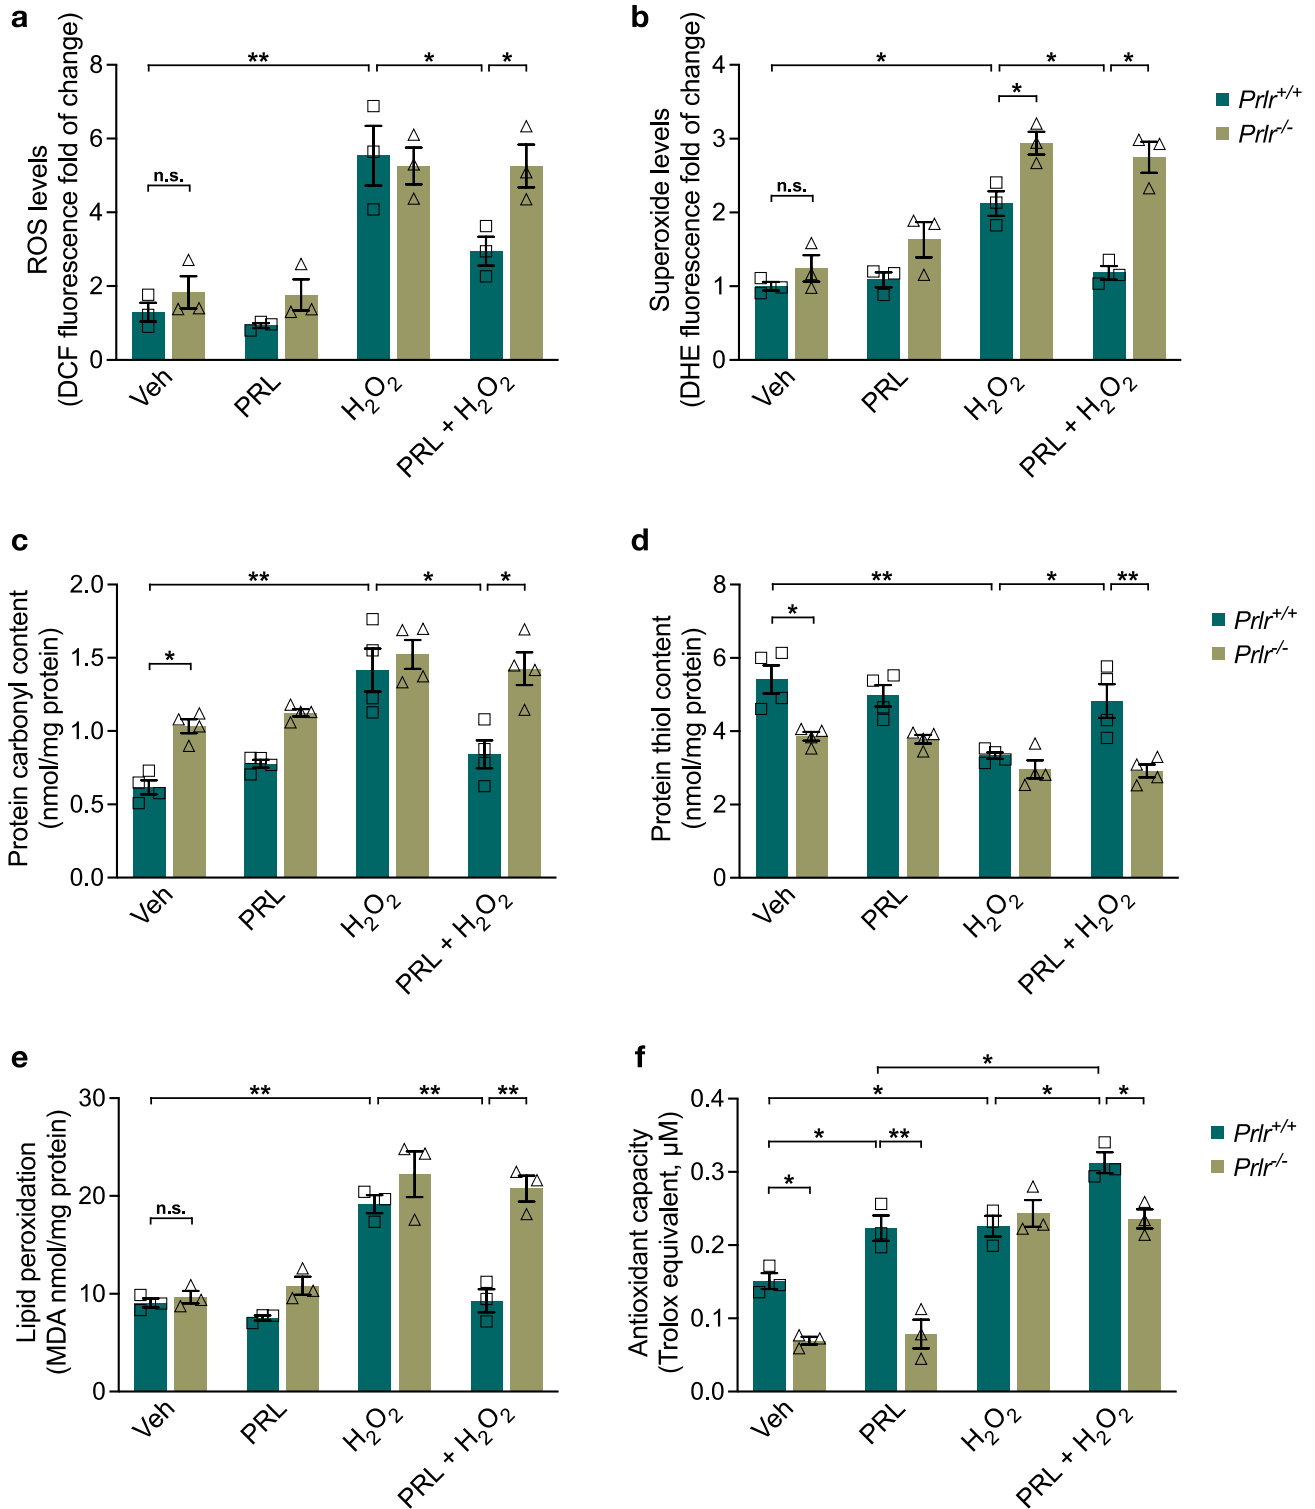 a
ROS levels
(DCF fluorescence fold of change)
8
6
4
2
0
**
*
*
n.s.
Veh
PRL
H₂O₂
PRL + H₂O₂
b
Superoxide levels
(DHE fluorescence fold of change)
4
3
2
1
0
*
*
*
*
n.s.
Veh
PRL
H₂O₂
PRL + H₂O₂
Prlr+/+
Prlr-/-
c
Protein carbonyl content
(nmol/mg protein)
2.0
1.5
1.0
0.5
0.0
**
*
*
*
Veh
PRL
H₂O₂
PRL + H₂O₂
d
Protein thiol content
(nmol/mg protein)
8
6
4
2
0
**
*
**
*
Veh
PRL
H₂O₂
PRL + H₂O₂
Prlr+/+
Prlr-/-
e
Lipid peroxidation
(MDA nmol/mg protein)
30
20
10
0
**
**
**
n.s.
Veh
PRL
H₂O₂
PRL + H₂O₂
f
Antioxidant capacity
(Trolox equivalent, µM)
0.4
0.3
0.2
0.1
0.0
*
*
*
*
*
**
*
Veh
PRL
H₂O₂
PRL + H₂O₂
Prlr+/+
Prlr-/-